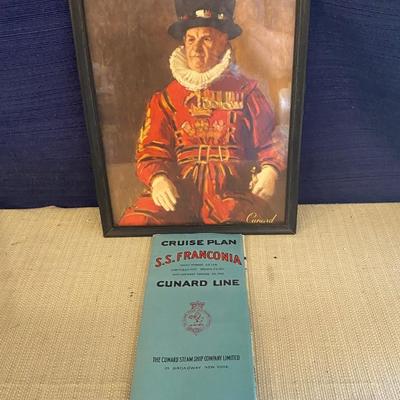 Cunard
CRUISE PLAN
S.S. FRANCONIA
CUNARD LINE
THE CUNARD STEAM SHIP COMPANY LIMITED
25 BROADWAY NEW YORK